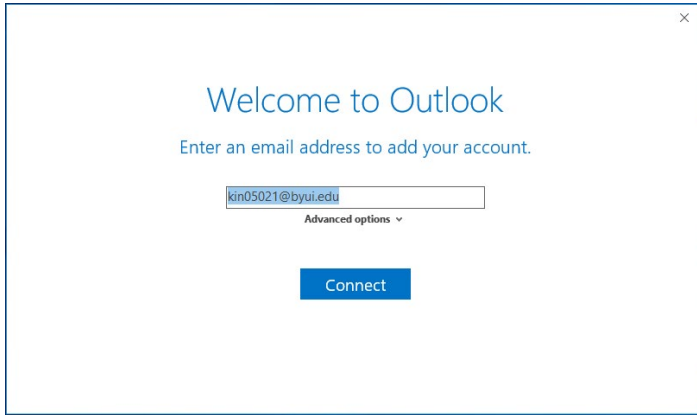 Welcome to Outlook
Enter an email address to add your account.
kin05021@byui.edu
Advanced options
Connect